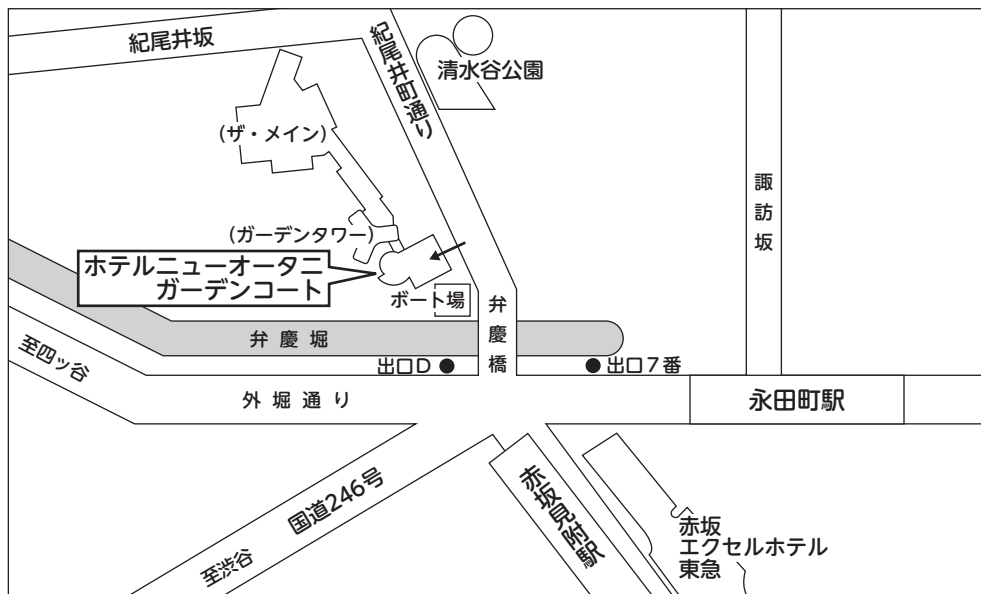 紀尾井坂
紀尾井町通り
清水谷公園
(ザ・メイン)
諏訪坂
(ガーデンタワー)
ホテルニューオータニ
ガーデンコート
ボート場
弁慶橋
弁慶堀
至四ッ谷
出口D
出口7番
外堀通り
永田町駅
国道246号
赤坂見附駅
至渋谷
赤坂
エクセルホテル
東急